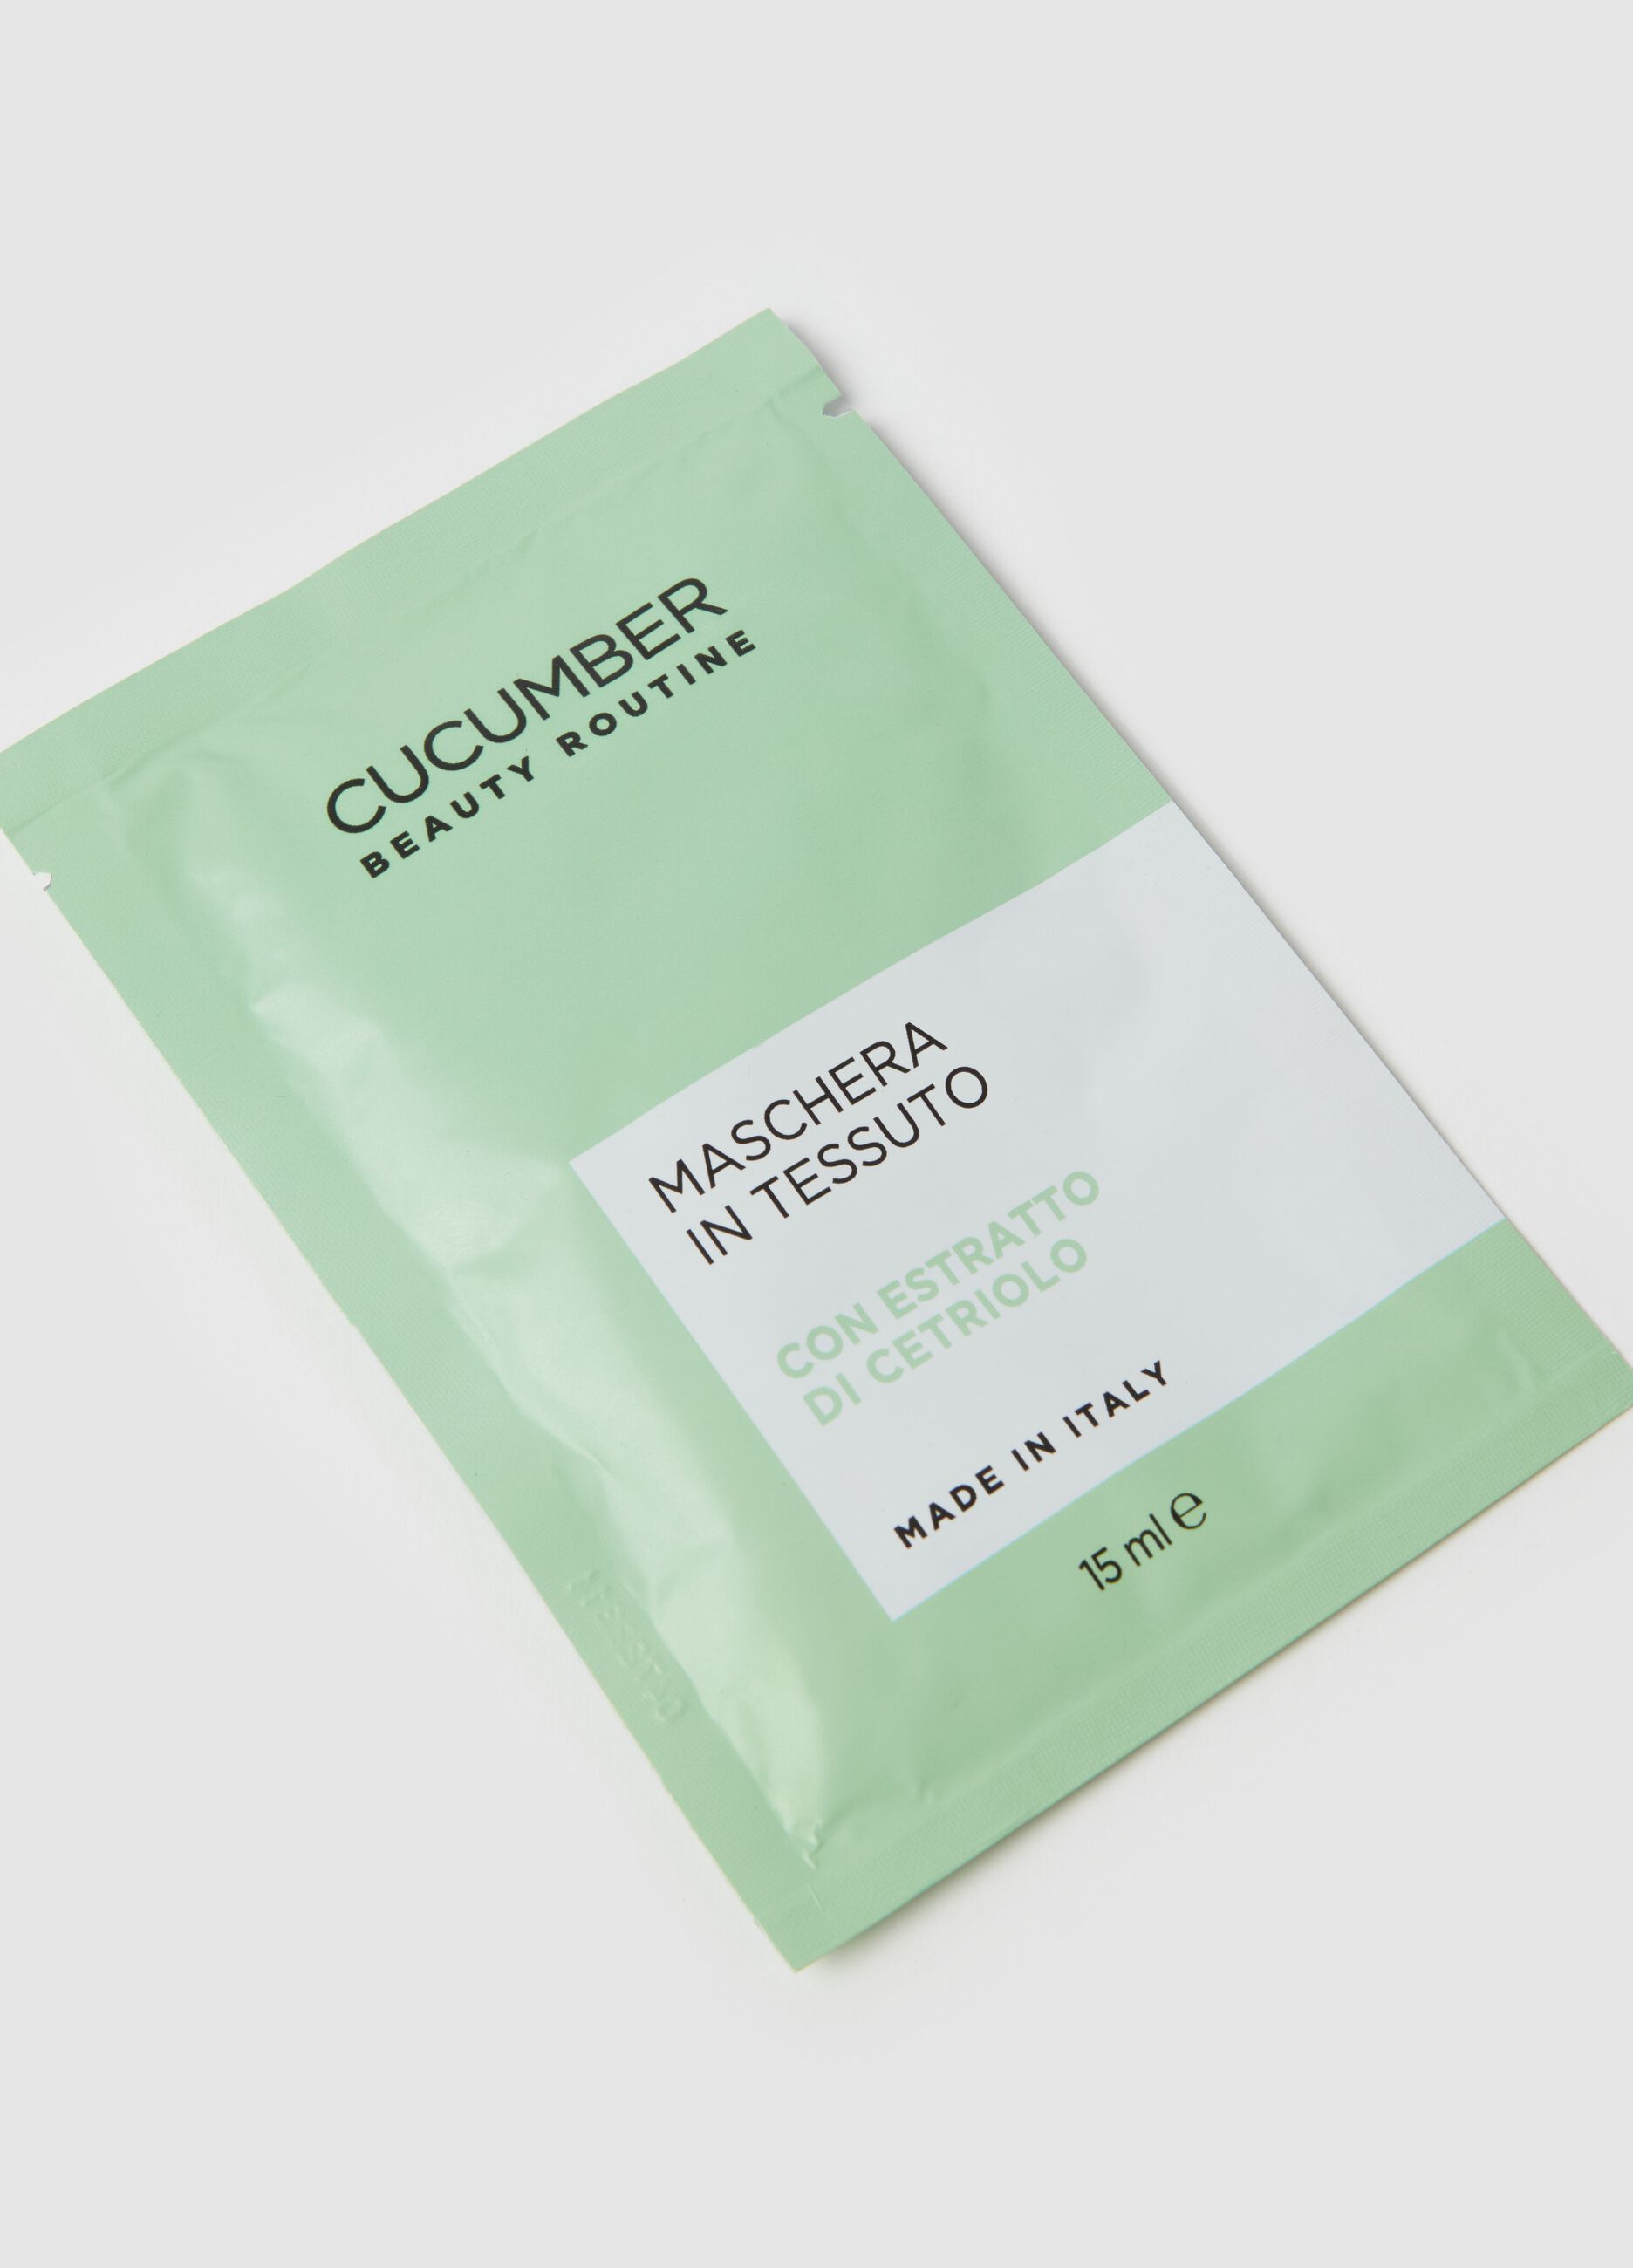 CUCUMBER
BEAUTY ROUTINE
MASCHERA
IN TESSUTO
CON ESTRATTO
DI CETRIOLO
MADE IN ITALY
15 ml ℮